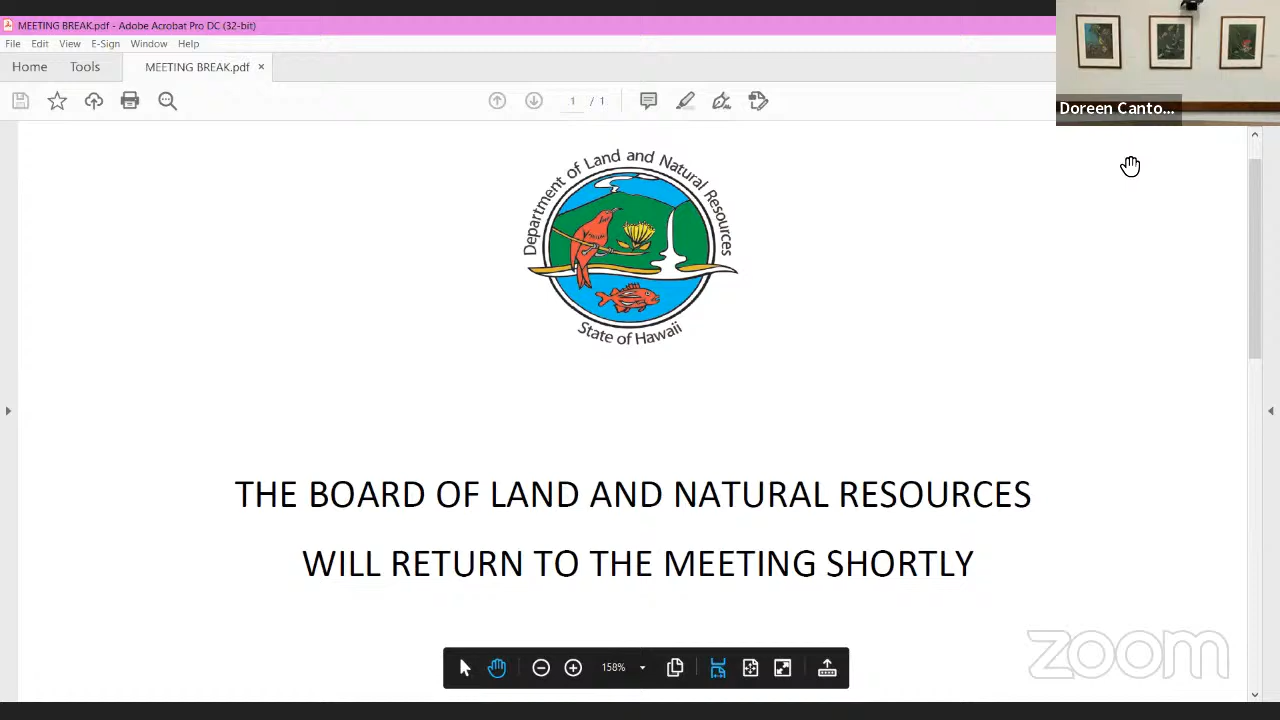 MEETING BREAK.pdf - Adobe Acrobat Pro DC (32-bit)
File Edit View E-Sign Window Help
Home Tools MEETING BREAK.pdf ×
1 / 1
Doreen Canto...
Department of Land and Natural Resources
State of Hawaii
THE BOARD OF LAND AND NATURAL RESOURCES
WILL RETURN TO THE MEETING SHORTLY
zoom
158%